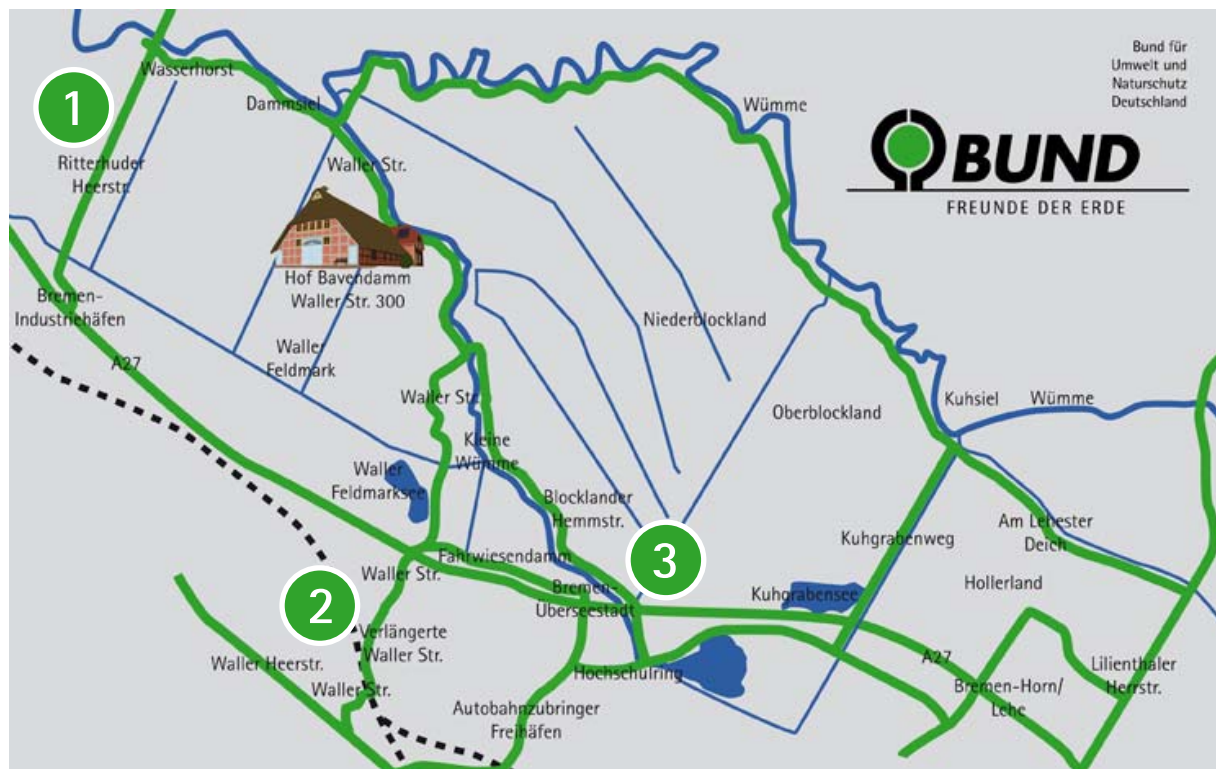 Bund für
Umwelt und
Naturschutz
Deutschland
BUND
FREUNDE DER ERDE
1
Wasserhorst
Dammsiel
Wümme
Ritterhuder
Heerstr.
Waller Str.
Hof Bavendamm
Waller Str. 300
Bremen-
Industriehäfen
Niederblockland
A27
Waller
Feldmark
Waller Str.
Oberblockland
Kuhsiel
Wümme
Kleine
Wümme
Waller
Feldmarksee
Blocklander
Hemmstr.
Am Lehester
Deich
Kuhgrabenweg
3
Fahrwiesendamm
Waller Str.
Hollerland
Bremen-
Überseestadt
Kuhgrabensee
2
Verlängerte
Waller Str.
Waller Heerstr.
Waller Str.
Hochschulring
A27
Lilienthaler
Herrstr.
Bremen-Horn/
Lehe
Autobahnzubringer
Freihäfen